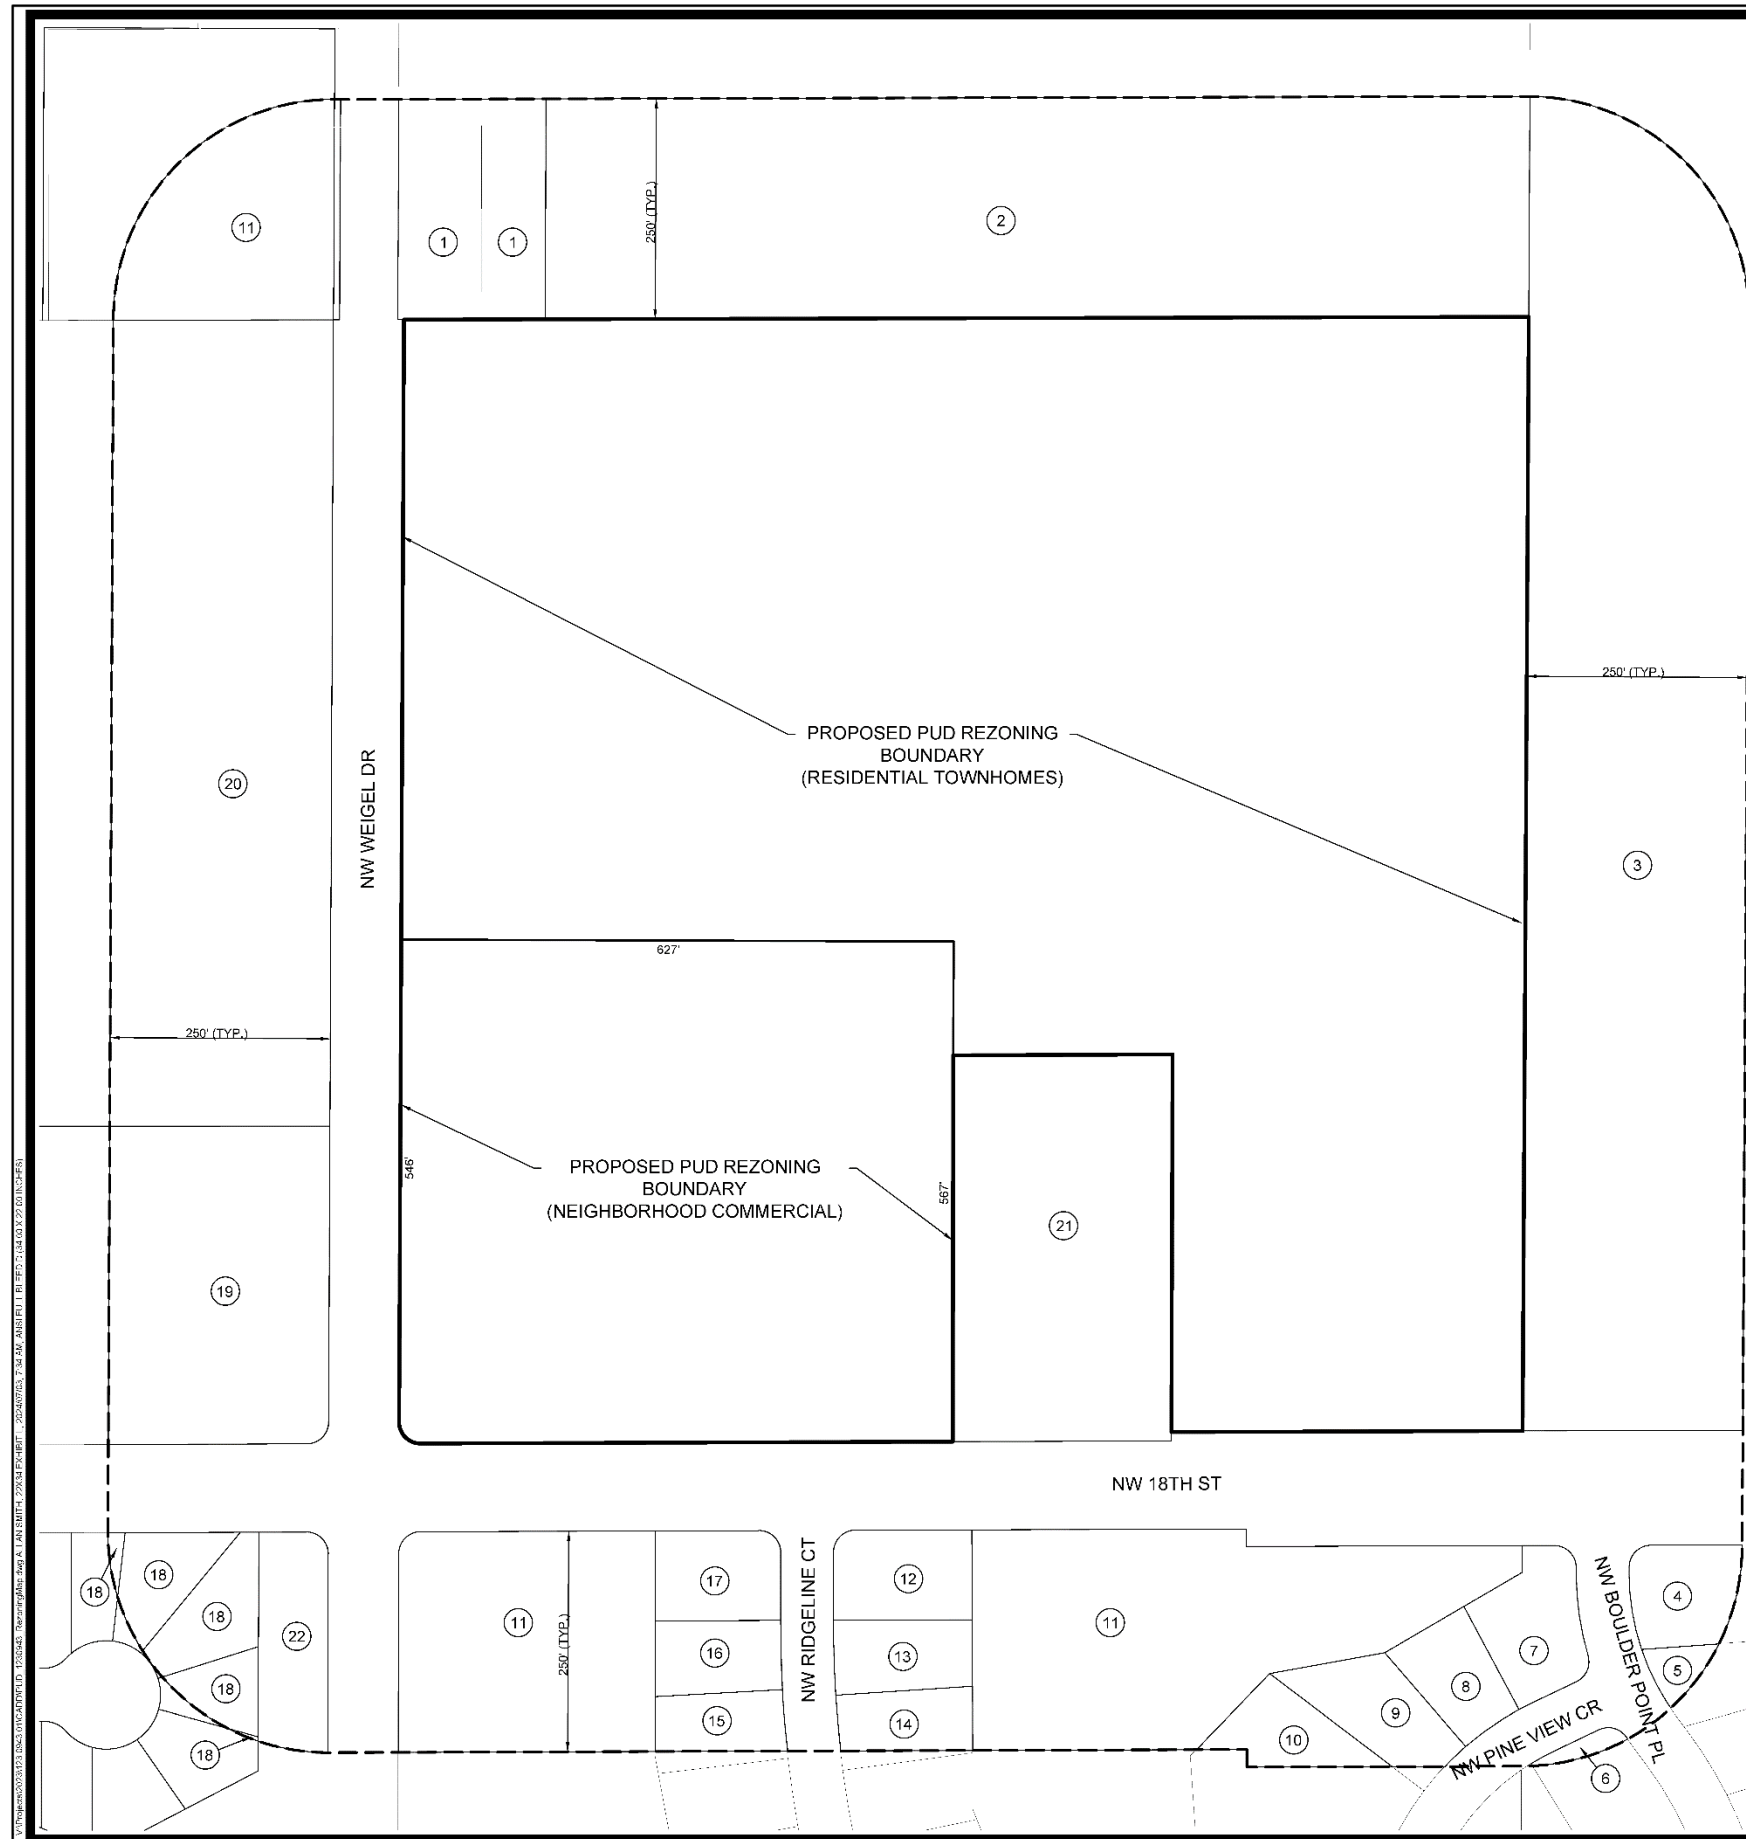 11
1
1
250' (TYP.)
2
250' (TYP.)
PROPOSED PUD REZONING
BOUNDARY
(RESIDENTIAL TOWNHOMES)
20
NW WEIGEL DR
3
627'
250' (TYP.)
546'
PROPOSED PUD REZONING
BOUNDARY
(NEIGHBORHOOD COMMERCIAL)
567'
21
19
NW 18TH ST
18
18
18
18
18
22
11
250' (TYP.)
17
16
15
NW RIDGELINE CT
12
13
14
11
10
9
8
7
NW BOULDER POINT PL
4
5
NW PINE VIEW CR
6